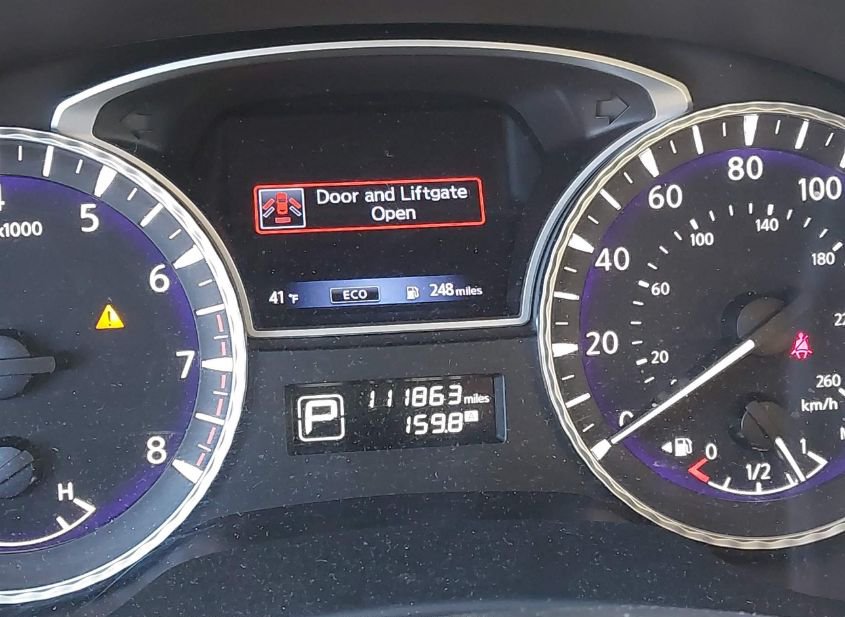 Door and Liftgate
Open
41 °F
ECO
248 miles
P
111863 miles
159.8 A
x1000
5
6
7
8
H
0
20
40
60
80
100
20
60
100
140
180
260
km/h
0
1/2
1